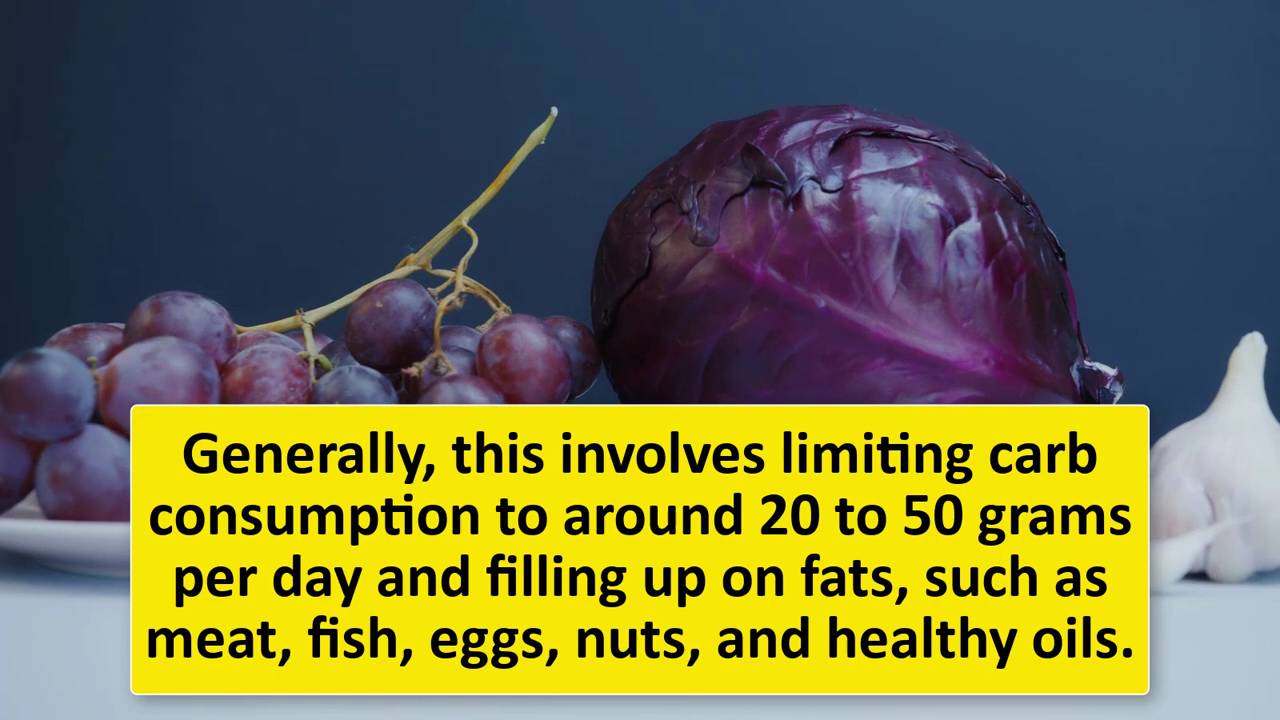 Generally, this involves limiting carb
consumption to around 20 to 50 grams
per day and filling up on fats, such as
meat, fish, eggs, nuts, and healthy oils.